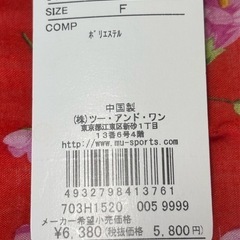 SIZE F
COMP
ﾎﾟﾘｴｽﾃﾙ
中国製
(株)ツー・アンド・ワン
東京都江東区新砂1丁目
13番6号4階
http://www.mu-sports.com
4932798413761
703H1520 005 9999
メーカー希望小売価格
¥6,380(税抜価格 5,800円)